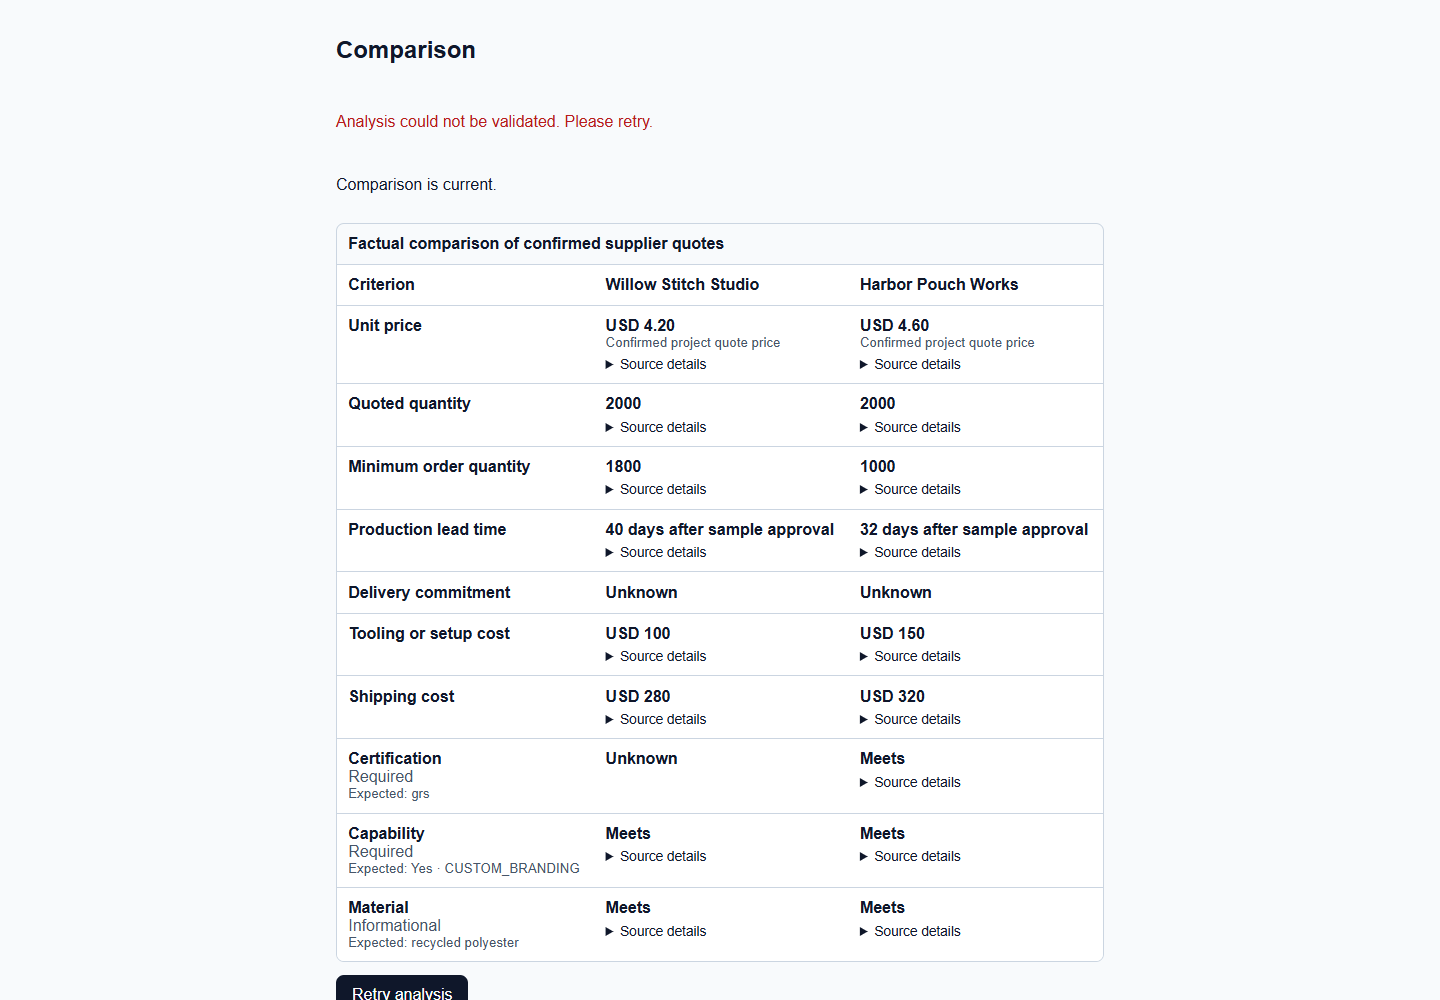 Comparison
Analysis could not be validated. Please retry.
Comparison is current.
Factual comparison of confirmed supplier quotes
Criterion Willow Stitch Studio Harbor Pouch Works
Unit price USD 4.20 USD 4.60
Confirmed project quote price Confirmed project quote price
▶ Source details ▶ Source details
Quoted quantity 2000 2000
▶ Source details ▶ Source details
Minimum order quantity 1800 1000
▶ Source details ▶ Source details
Production lead time 40 days after sample approval 32 days after sample approval
▶ Source details ▶ Source details
Delivery commitment Unknown Unknown
Tooling or setup cost USD 100 USD 150
▶ Source details ▶ Source details
Shipping cost USD 280 USD 320
▶ Source details ▶ Source details
Certification Unknown Meets
Required ▶ Source details
Expected: grs
Capability Meets Meets
Required ▶ Source details ▶ Source details
Expected: Yes · CUSTOM_BRANDING
Material Meets Meets
Informational ▶ Source details ▶ Source details
Expected: recycled polyester
Retry analysis